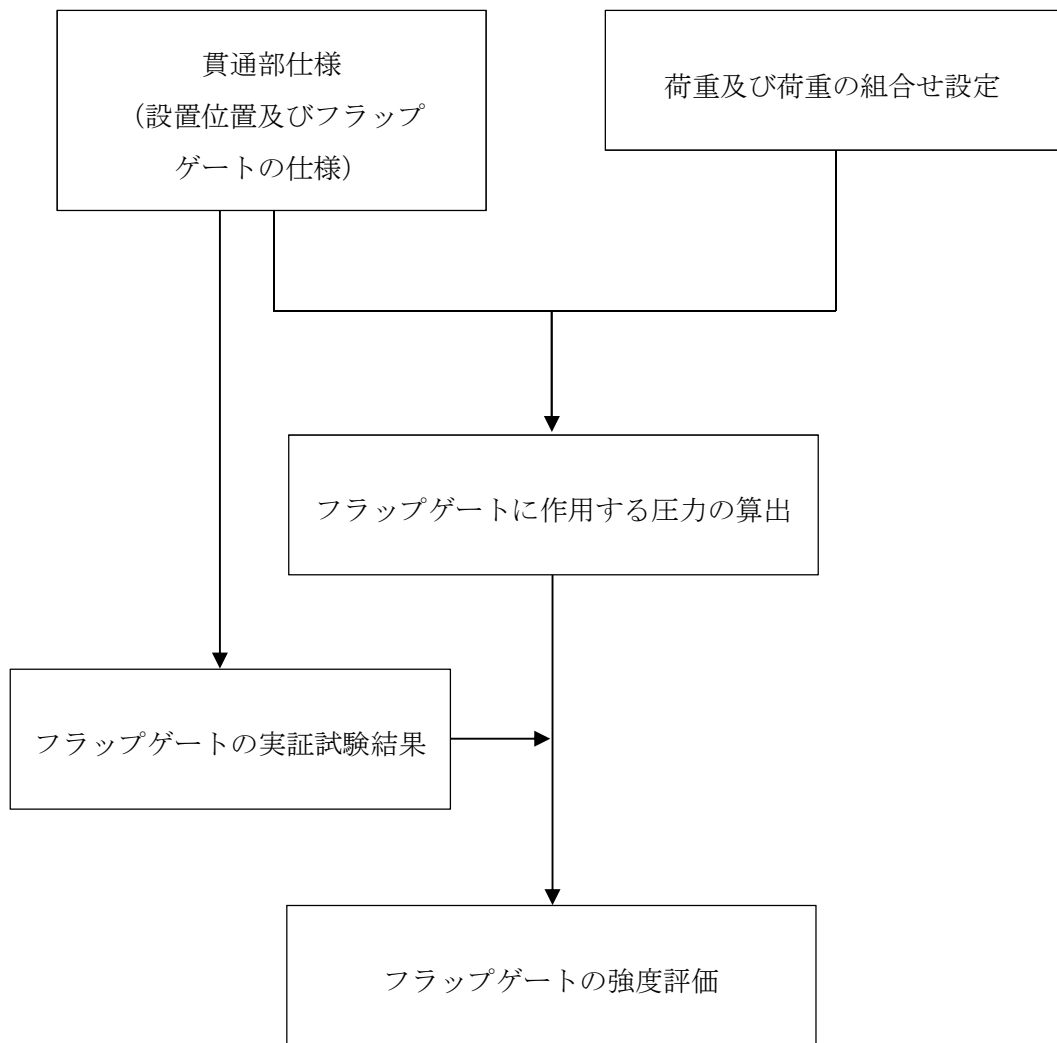 貫通部仕様
（設置位置及びフラップ
ゲートの仕様）
荷重及び荷重の組合せ設定
フラップゲートに作用する圧力の算出
フラップゲートの実証試験結果
フラップゲートの強度評価